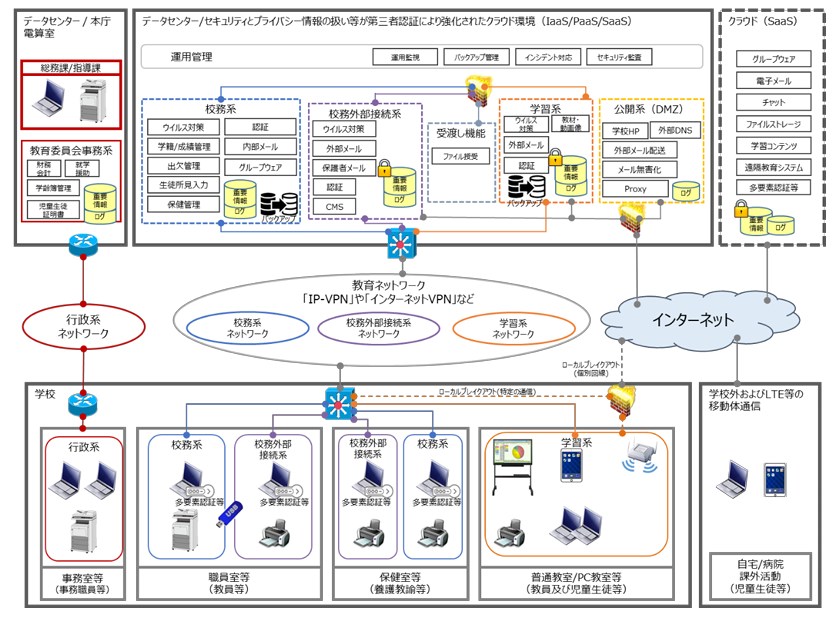 データセンター / 本庁
電算室
総務課/指導課
教育委員会事務系
財務
会計
就学
援助
学齢簿管理
児童生徒
証明書
重要
情報
ログ
データセンター/セキュリティとプライバシー情報の扱い等が第三者認証により強化されたクラウド環境（IaaS/PaaS/SaaS）
運用管理
運用監視
バックアップ管理
インシデント対応
セキュリティ監査
校務系
ウイルス対策
認証
学籍/成績管理
内部メール
出欠管理
グループウェア
生徒所見入力
保健管理
重要
情報
ログ
バックアップ
校務外部接続系
ウイルス対策
外部メール
保護者メール
認証
CMS
重要
情報
ログ
受渡し機能
ファイル授受
学習系
ウイルス
対策
教材・
動画像
外部メール
認証
バックアップ
重要
情報
ログ
公開系（DMZ）
学校HP
外部DNS
外部メール配送
メール無害化
Proxy
ログ
クラウド（SaaS）
グループウェア
電子メール
チャット
ファイルストレージ
学習コンテンツ
遠隔教育システム
多要素認証等
重要
情報
ログ
行政系
ネットワーク
教育ネットワーク
「IP-VPN」や「インターネットVPN」など
校務系
ネットワーク
校務外部接続系
ネットワーク
学習系
ネットワーク
インターネット
ローカルブレイクアウト
(個別回線)
ローカルブレイクアウト(特定の通信)
学校
行政系
事務室等
（事務職員等）
校務系
多要素認証等
USB
校務外部
接続系
多要素認証等
職員室等
（教員等）
校務外部
接続系
多要素認証等
校務系
多要素認証等
保健室等
（養護教諭等）
学習系
普通教室/PC教室等
（教員及び児童生徒等）
学校外およびLTE等の
移動体通信
自宅/病院
課外活動
（児童生徒等）